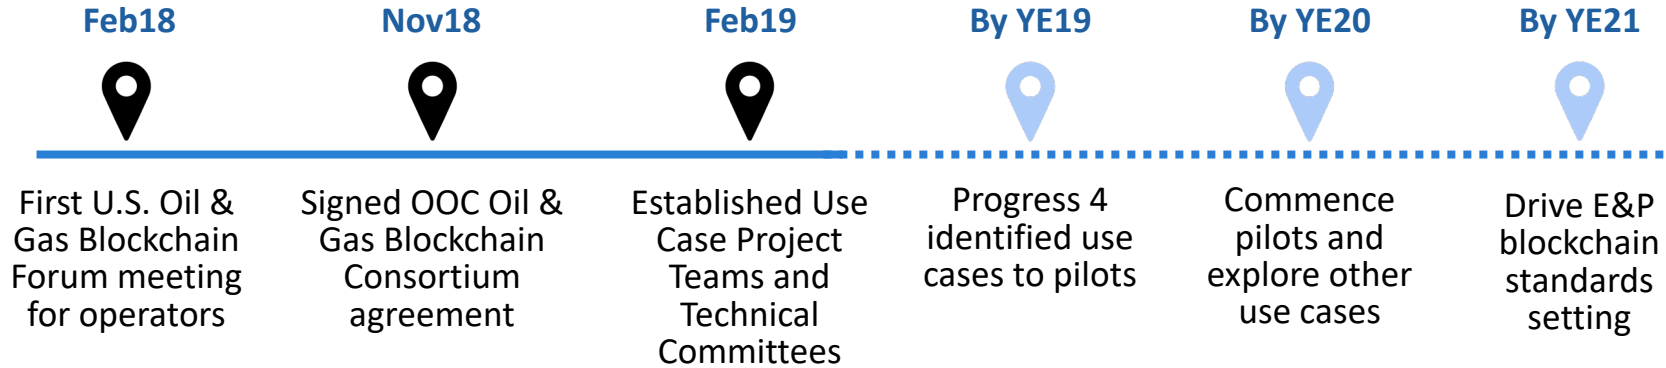 Feb18
First U.S. Oil &
Gas Blockchain
Forum meeting
for operators
Nov18
Signed OOC Oil &
Gas Blockchain
Consortium
agreement
Feb19
Established Use
Case Project
Teams and
Technical
Committees
By YE19
Progress 4
identified use
cases to pilots
By YE20
Commence
pilots and
explore other
use cases
By YE21
Drive E&P
blockchain
standards
setting